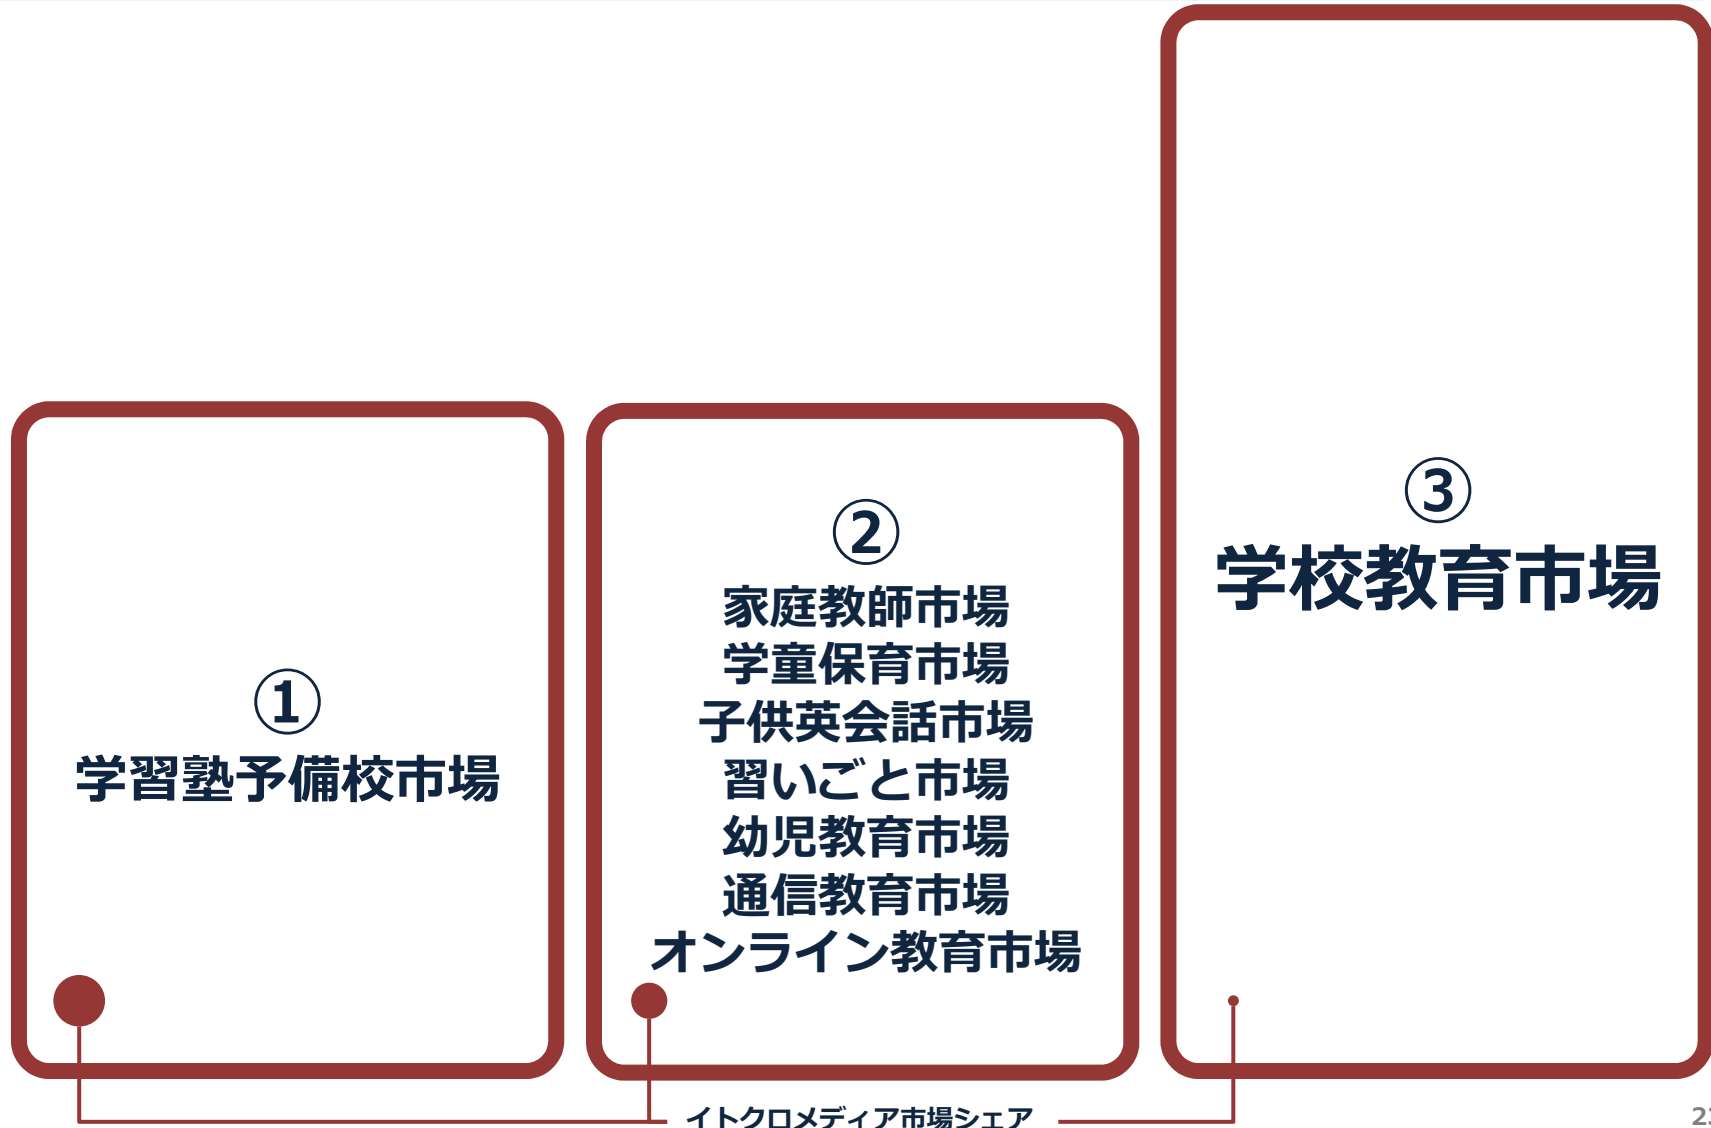 ①
学習塾予備校市場
②
家庭教師市場
学童保育市場
子供英会話市場
習いごと市場
幼児教育市場
通信教育市場
オンライン教育市場
③
学校教育市場
イトクロメディア市場シェア